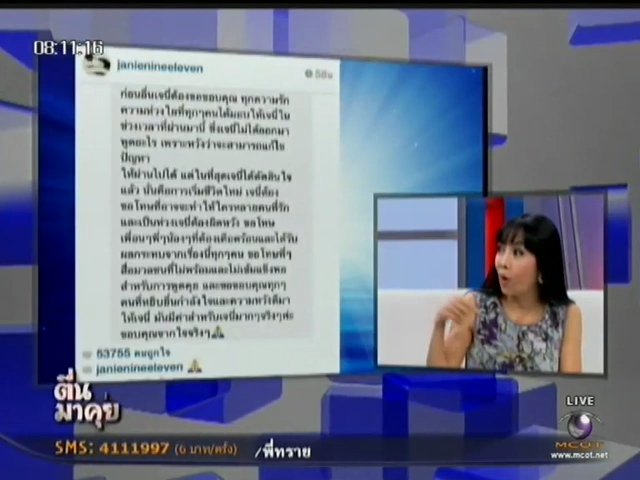 08:11:16
janienineeleven
58น
ก่อนอื่นเจนี่ต้องขอขอบคุณ ทุกความรัก
ความห่วงใยที่ทุกๆคนได้มอบให้เจนี่ใน
ช่วงเวลาที่ผ่านมานี้ ซึ่งเจนี่ไม่ได้ออกมา
พูดอะไร เพราะหวังว่าจะสามารถแก้ไข
ปัญหา
ให้ผ่านไปได้ แต่ในที่สุดเจนี่ได้ตัดสินใจ
แล้ว นั่นคือการเริ่มชีวิตใหม่ เจนี่ต้อง
ขอโทษที่อาจจะทำให้ใครหลายคนที่รัก
และเป็นห่วงเจนี่ต้องผิดหวัง ขอโทษ
เพื่อนๆพี่ๆน้องๆที่ต้องเดือดร้อนและได้รับ
ผลกระทบจากเรื่องนี้ทุกๆคน ขอโทษพี่ๆ
สื่อมวลชนที่ไม่พร้อมและไม่เข้มแข็งพอ
สำหรับการพูดคุย และขอขอบคุณทุกๆ
คนที่หยิบยื่นกำลังใจและความหวังดีมา
ให้เจนี่ มันมีค่าสำหรับเจนี่มากๆจริงๆค่ะ
ขอบคุณจากใจจริงๆ🙏
53755 คนถูกใจ
janienineeleven 🙏
ตื่น
มาคุย
LIVE
MCOT
www.mcot.net
SMS: 4111997 (6 บาท/ครั้ง) /พี่ทราย